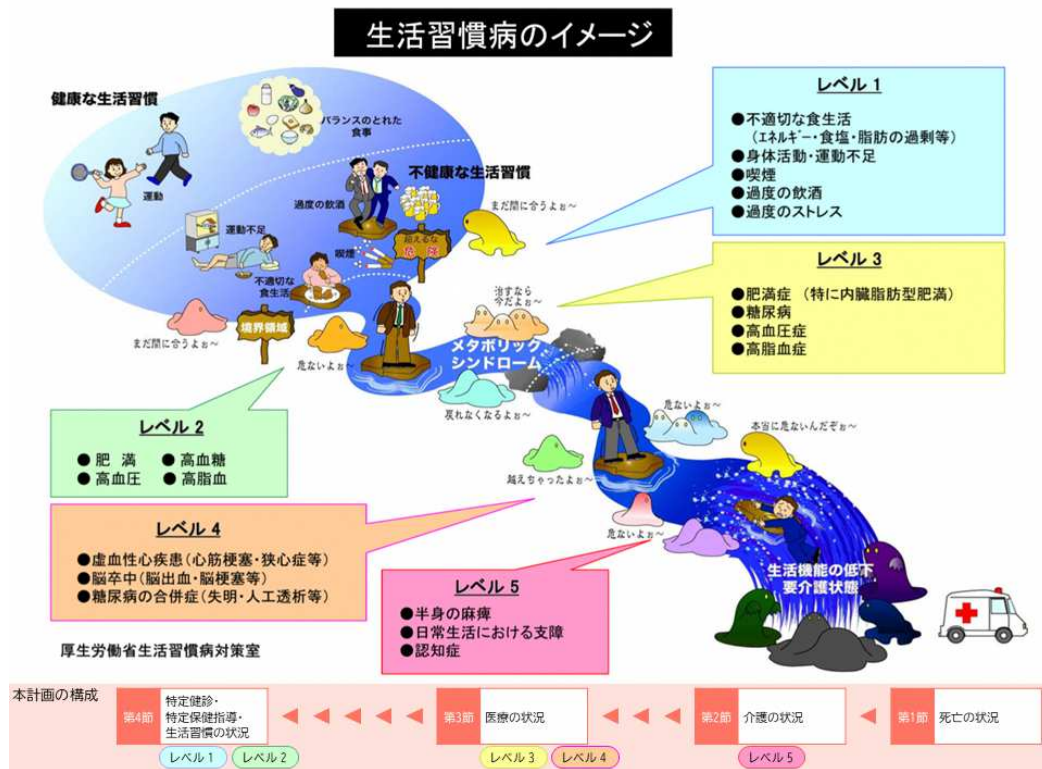 生活習慣病のイメージ
健康な生活習慣
バランスのとれた
食事
運動
不健康な生活習慣
過度の飲酒
運動不足
喫煙
超えるな
危険
不適切な
食生活
境界領域
まだ間に合うよぉ～
まだ間に合うよぉ～
危ないよぉ～
治すなら
今だよぉ～
メタボリック
シンドローム
戻れなくなるよぉ～
危ないよぉ～
本当に危ないんだぞぉ～
越えちゃったよぉ～
危ないよぉ～
生活機能の低下
要介護状態
レベル 1
●不適切な食生活
(エネルギー・食塩・脂肪の過剰等)
●身体活動・運動不足
●喫煙
●過度の飲酒
●過度のストレス
レベル 3
●肥満症 (特に内臓脂肪型肥満)
●糖尿病
●高血圧症
●高脂血症
レベル 2
●肥 満 ●高血糖
●高血圧 ●高脂血
レベル 4
●虚血性心疾患(心筋梗塞・狭心症等)
●脳卒中(脳出血・脳梗塞等)
●糖尿病の合併症(失明・人工透析等)
レベル 5
●半身の麻痺
●日常生活における支障
●認知症
厚生労働省生活習慣病対策室
本計画の構成
第4節 特定健診・
特定保健指導・
生活習慣の状況
第3節 医療の状況
第2節 介護の状況
第1節 死亡の状況
レベル 1 レベル 2 レベル 3 レベル 4 レベル 5